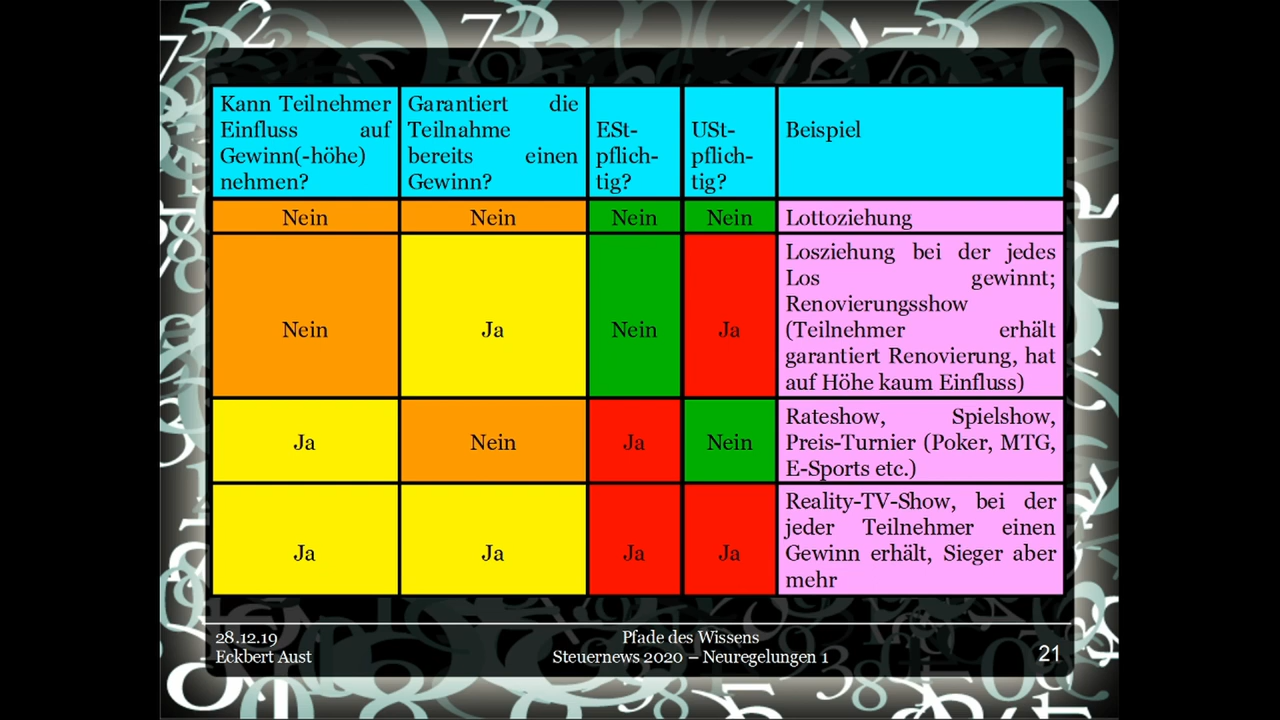 Kann Teilnehmer
Einfluss auf
Gewinn(-höhe)
nehmen?
Garantiert die
Teilnahme
bereits einen
Gewinn?
ESt-
pflich-
tig?
USt-
pflich-
tig?
Beispiel
Nein
Nein
Nein
Nein
Lottoziehung
Nein
Ja
Nein
Ja
Losziehung bei der jedes
Los gewinnt;
Renovierungsshow
(Teilnehmer erhält
garantiert Renovierung, hat
auf Höhe kaum Einfluss)
Ja
Nein
Ja
Nein
Rateshow, Spielshow,
Preis-Turnier (Poker, MTG,
E-Sports etc.)
Ja
Ja
Ja
Ja
Reality-TV-Show, bei der
jeder Teilnehmer einen
Gewinn erhält, Sieger aber
mehr
28.12.19
Eckbert Aust
Pfade des Wissens
Steuernews 2020 – Neuregelungen 1
21